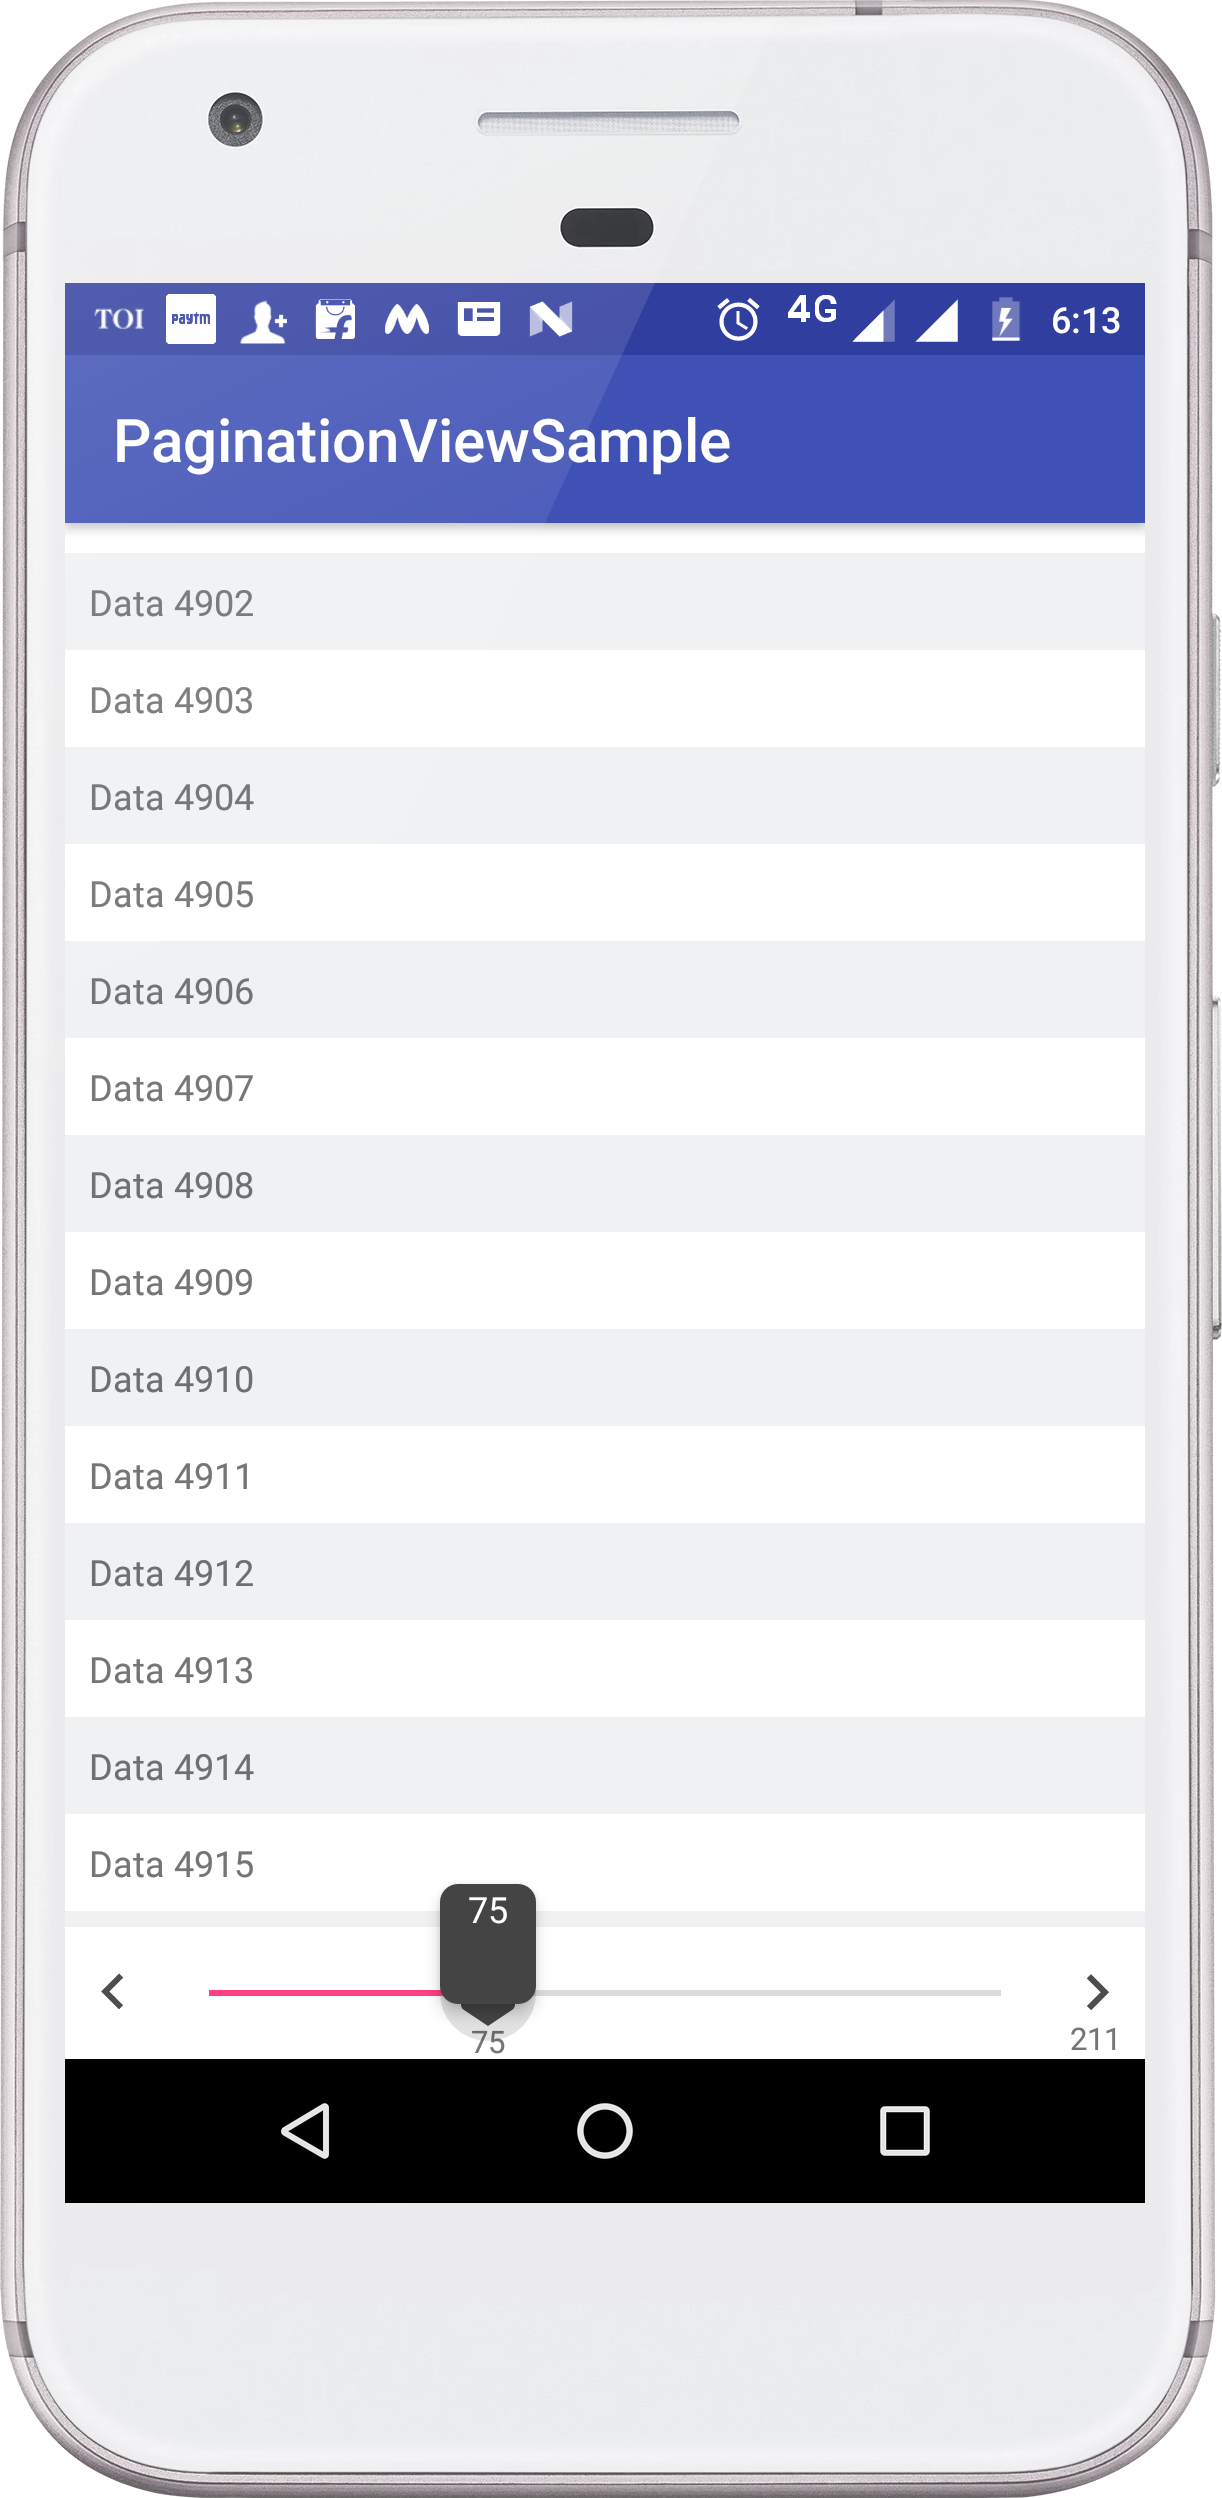 TOI paytm 4G 6:13
PaginationViewSample
Data 4902
Data 4903
Data 4904
Data 4905
Data 4906
Data 4907
Data 4908
Data 4909
Data 4910
Data 4911
Data 4912
Data 4913
Data 4914
Data 4915
75
75
211